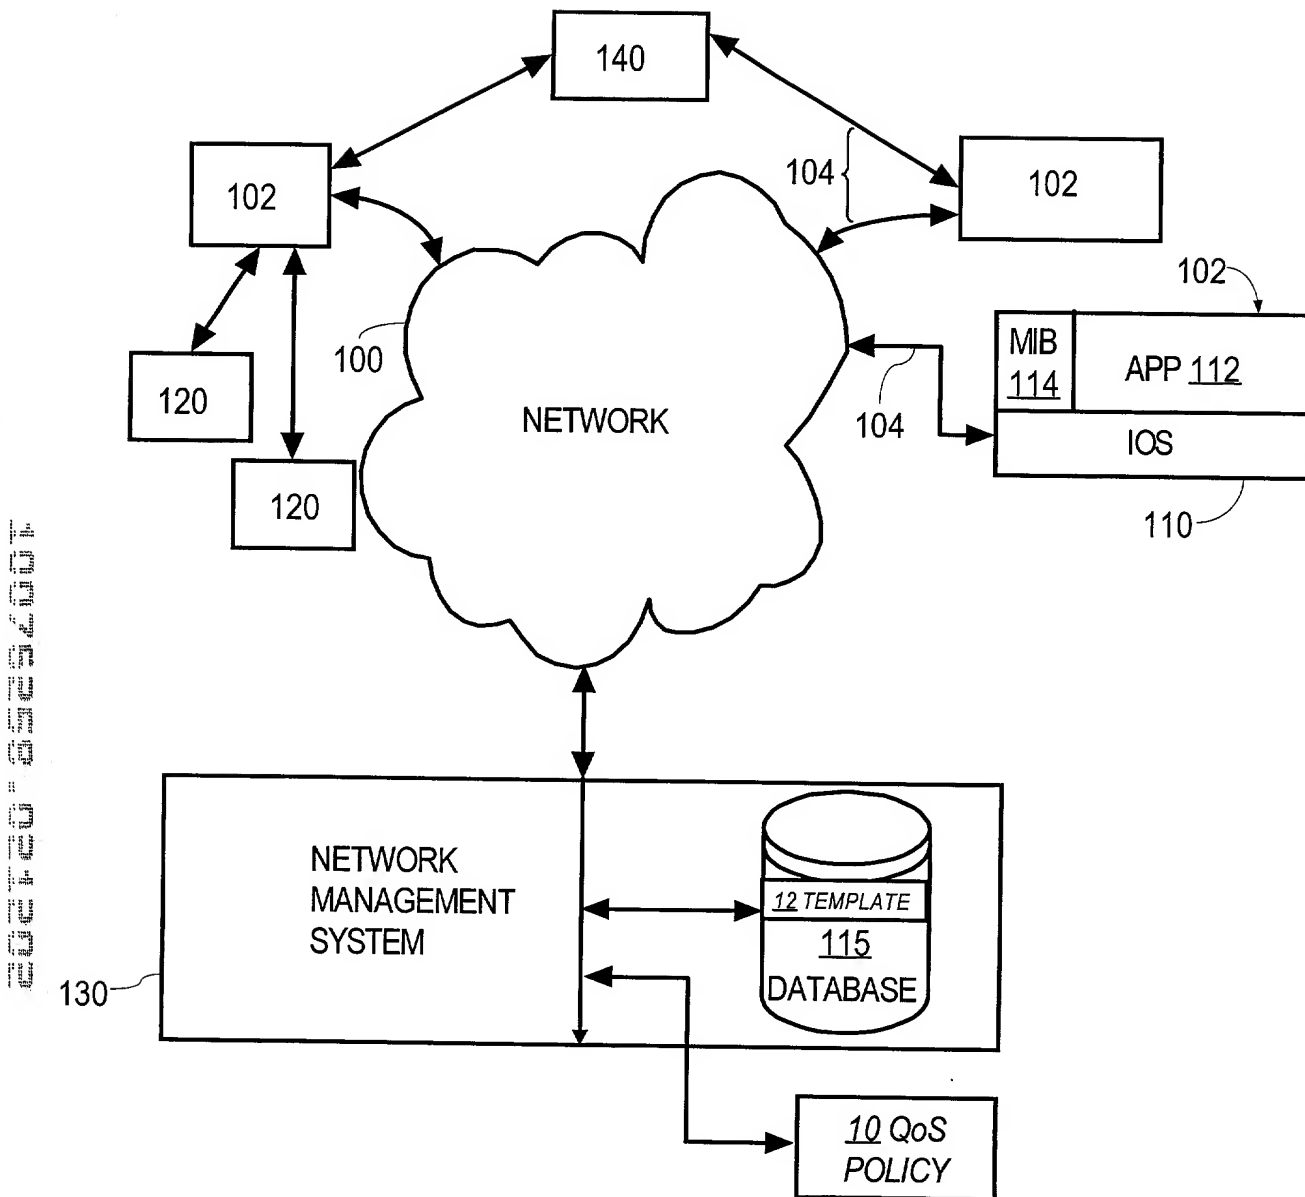 140
102
104
102
102
100
MIB
114
APP 112
120
104
NETWORK
IOS
120
110
NETWORK
MANAGEMENT
SYSTEM
12 TEMPLATE
115
DATABASE
130
10 QoS
POLICY